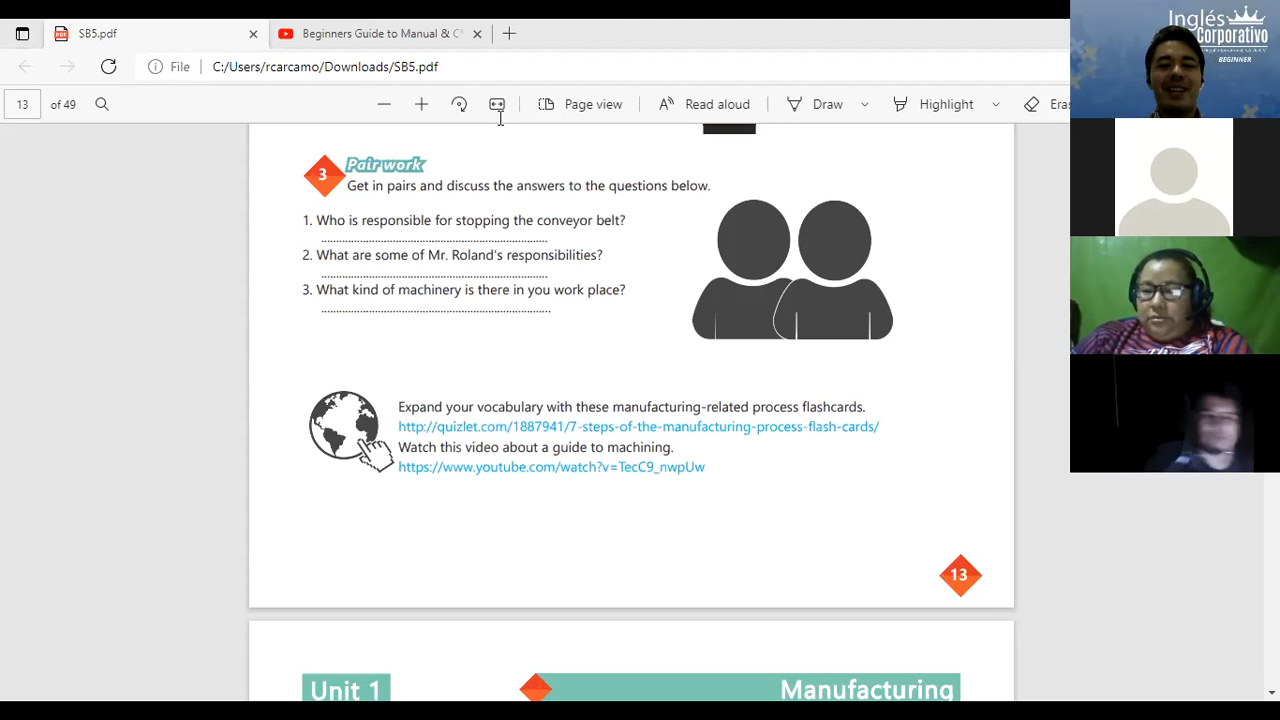 SB5.pdf
Beginners Guide to Manual & C
File
C:/Users/rcarcamo/Downloads/SB5.pdf
13 of 49
Page view
Read aloud
Draw
Highlight
Eras
Inglés
Corporativo
BEGINNER
3 Pair work
Get in pairs and discuss the answers to the questions below.
1. Who is responsible for stopping the conveyor belt?
2. What are some of Mr. Roland's responsibilities?
3. What kind of machinery is there in you work place?
Expand your vocabulary with these manufacturing-related process flashcards.
http://quizlet.com/1887941/7-steps-of-the-manufacturing-process-flash-cards/
Watch this video about a guide to machining.
https://www.youtube.com/watch?v=TecC9_nwpUw
13
Unit 1
Manufacturing